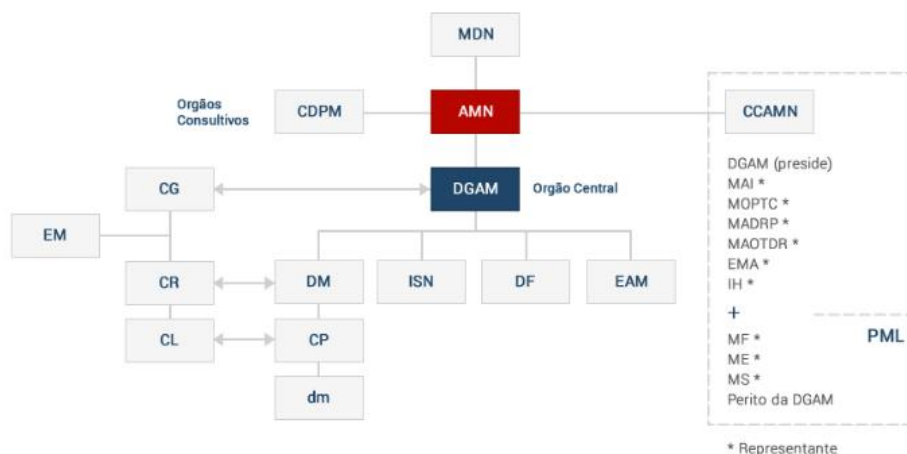 MDN
Orgãos
Consultivos
CDPM
AMN
CCAMN
CG
DGAM
Orgão Central
EM
CR
DM
ISN
DF
EAM
CL
CP
dm
DGAM (preside)
MAI *
MOPTC *
MADRP *
MAOTDR *
EMA *
IH *
+
PML
MF *
ME *
MS *
Perito da DGAM
* Representante